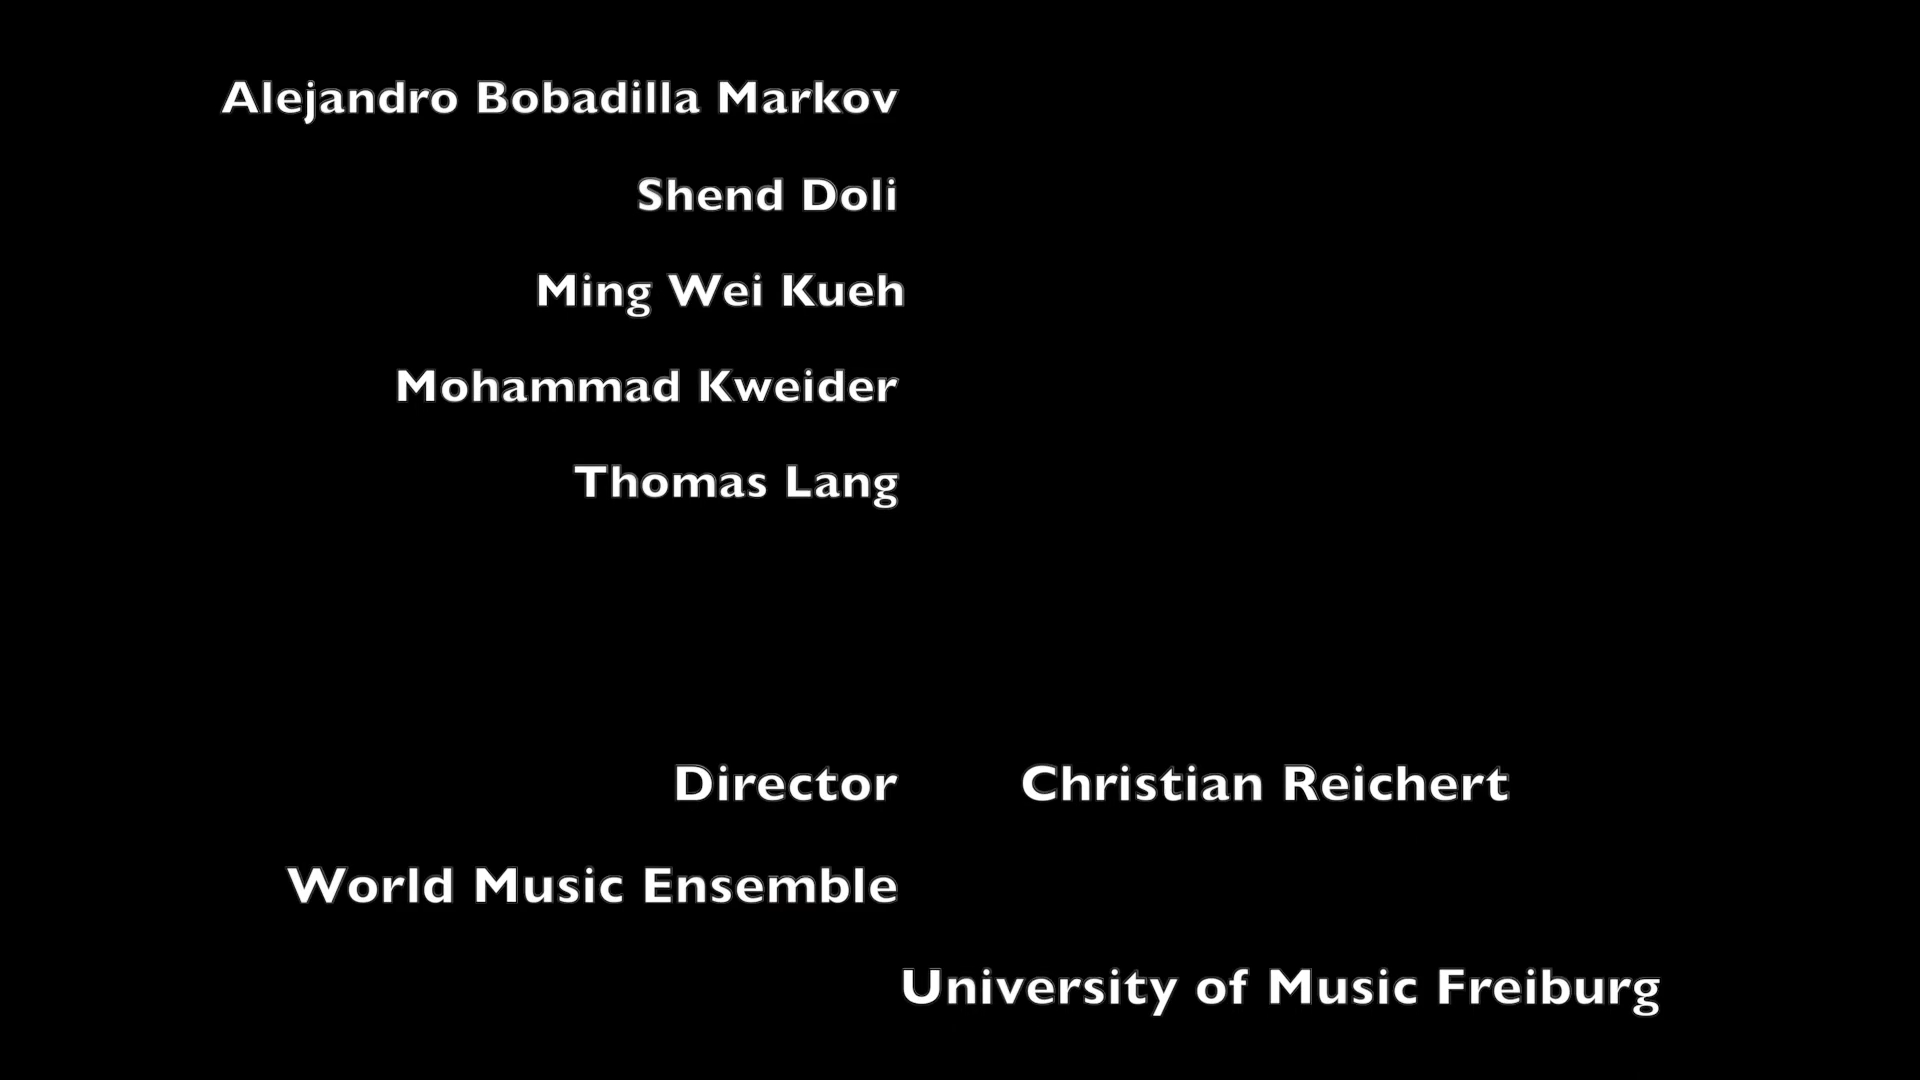 Alejandro Bobadilla Markov
Shend Doli
Ming Wei Kueh
Mohammad Kweider
Thomas Lang
Director Christian Reichert
World Music Ensemble
University of Music Freiburg